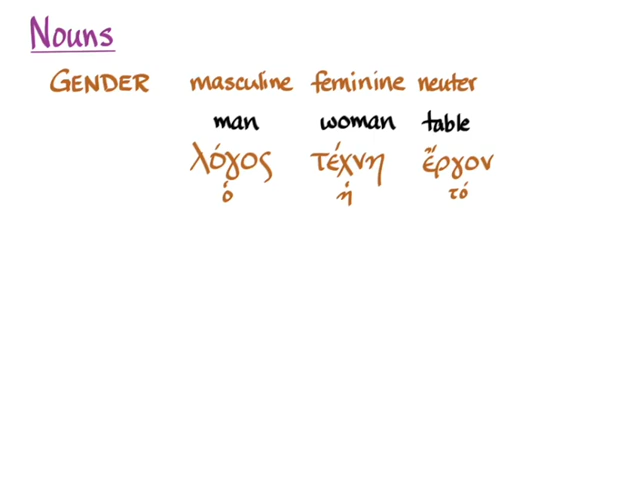 Nouns
GENDER masculine feminine neuter
man woman table
λόγος τέχνη ἔργον
ὁ ἡ τό